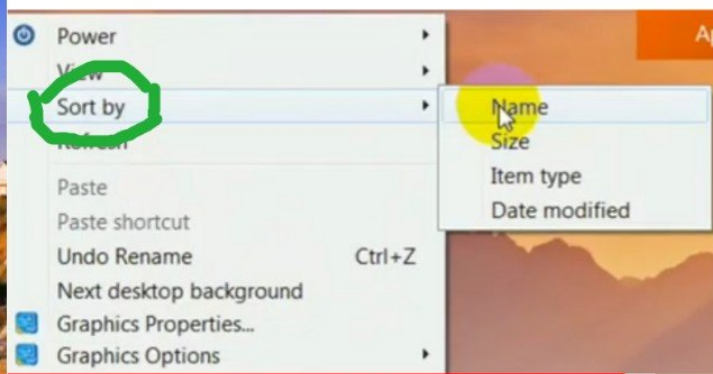 Ap
Power
View
Sort by
Name
Refresh
Size
Item type
Paste
Date modified
Paste shortcut
Undo Rename Ctrl+Z
Next desktop background
Graphics Properties...
Graphics Options